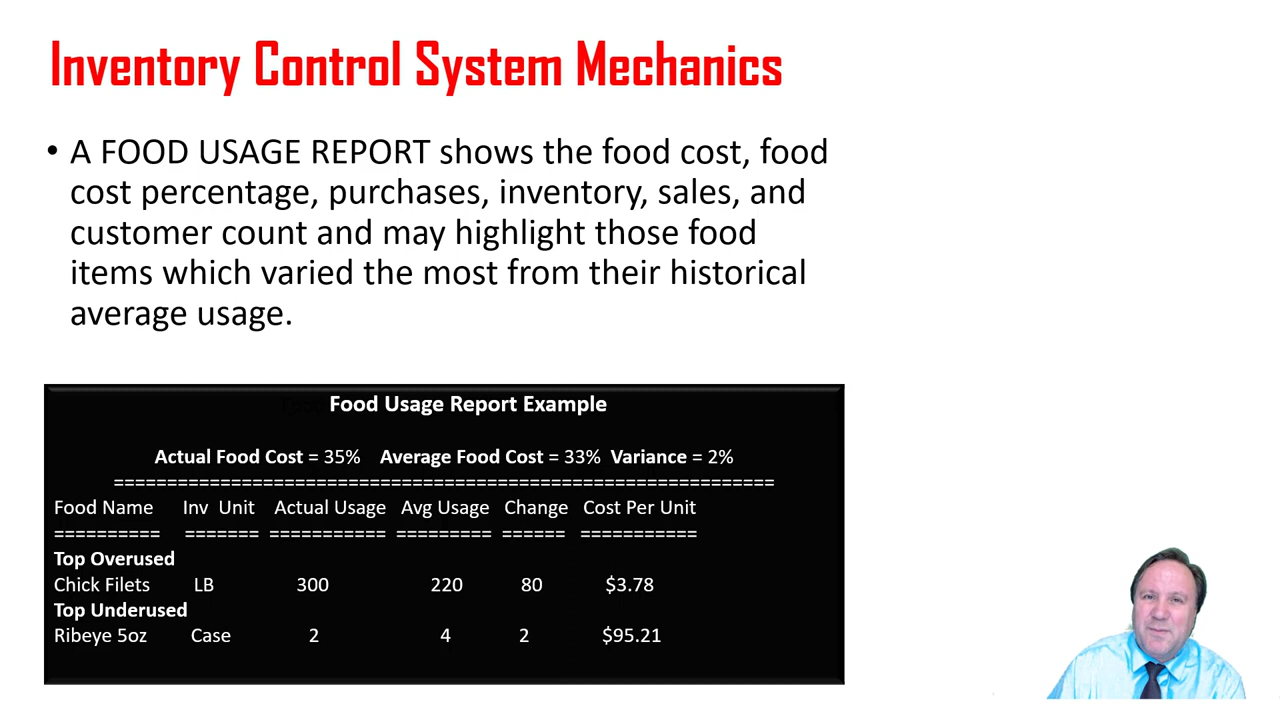 Inventory Control System Mechanics
• A FOOD USAGE REPORT shows the food cost, food
cost percentage, purchases, inventory, sales, and
customer count and may highlight those food
items which varied the most from their historical
average usage.
Food Usage Report Example
Actual Food Cost = 35% Average Food Cost = 33% Variance = 2%
==============================================================
Food Name Inv Unit Actual Usage Avg Usage Change Cost Per Unit
========== ======= =========== ========= ====== ===========
Top Overused
Chick Filets LB 300 220 80 $3.78
Top Underused
Ribeye 5oz Case 2 4 2 $95.21